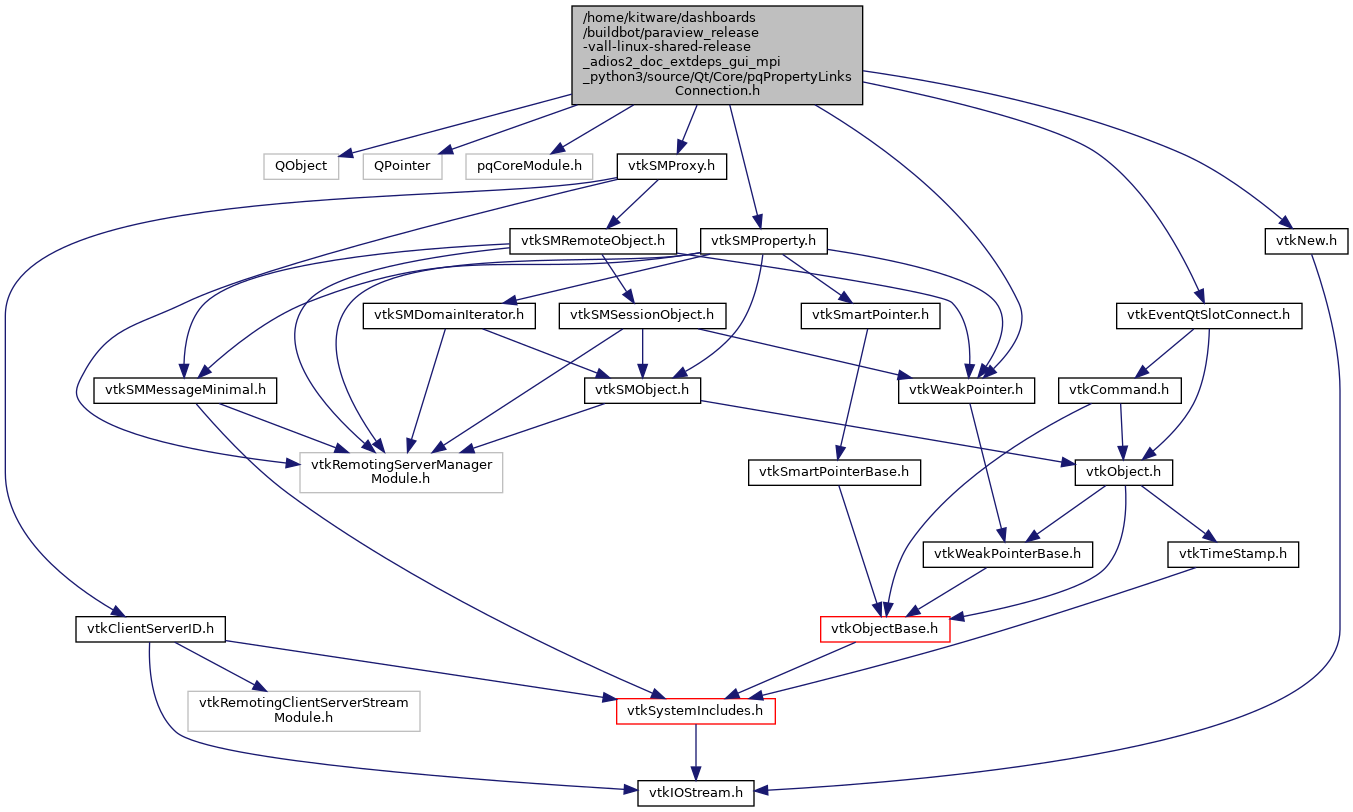 /home/kitware/dashboards
/buildbot/paraview_release
-vall-linux-shared-release
_adios2_doc_extdeps_gui_mpi
_python3/source/Qt/Core/pqPropertyLinks
Connection.h
QObject
QPointer
pqCoreModule.h
vtkSMProxy.h
vtkSMRemoteObject.h
vtkSMProperty.h
vtkNew.h
vtkSMDomainIterator.h
vtkSMSessionObject.h
vtkSmartPointer.h
vtkEventQtSlotConnect.h
vtkSMMessageMinimal.h
vtkSMObject.h
vtkWeakPointer.h
vtkCommand.h
vtkRemotingServerManager
Module.h
vtkSmartPointerBase.h
vtkObject.h
vtkWeakPointerBase.h
vtkTimeStamp.h
vtkClientServerID.h
vtkObjectBase.h
vtkRemotingClientServerStream
Module.h
vtkSystemIncludes.h
vtkIOStream.h